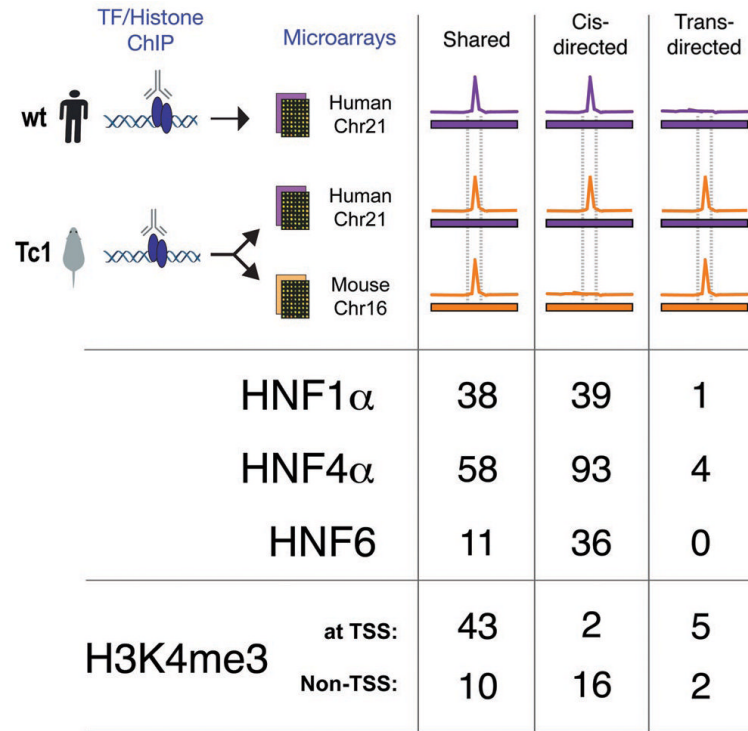 TF/Histone ChIP Microarrays Shared Cis-directed Trans-directed
wt Human Chr21
Human Chr21
Tc1
Mouse Chr16
HNF1α 38 39 1
HNF4α 58 93 4
HNF6 11 36 0
H3K4me3
at TSS: 43 2 5
Non-TSS: 10 16 2